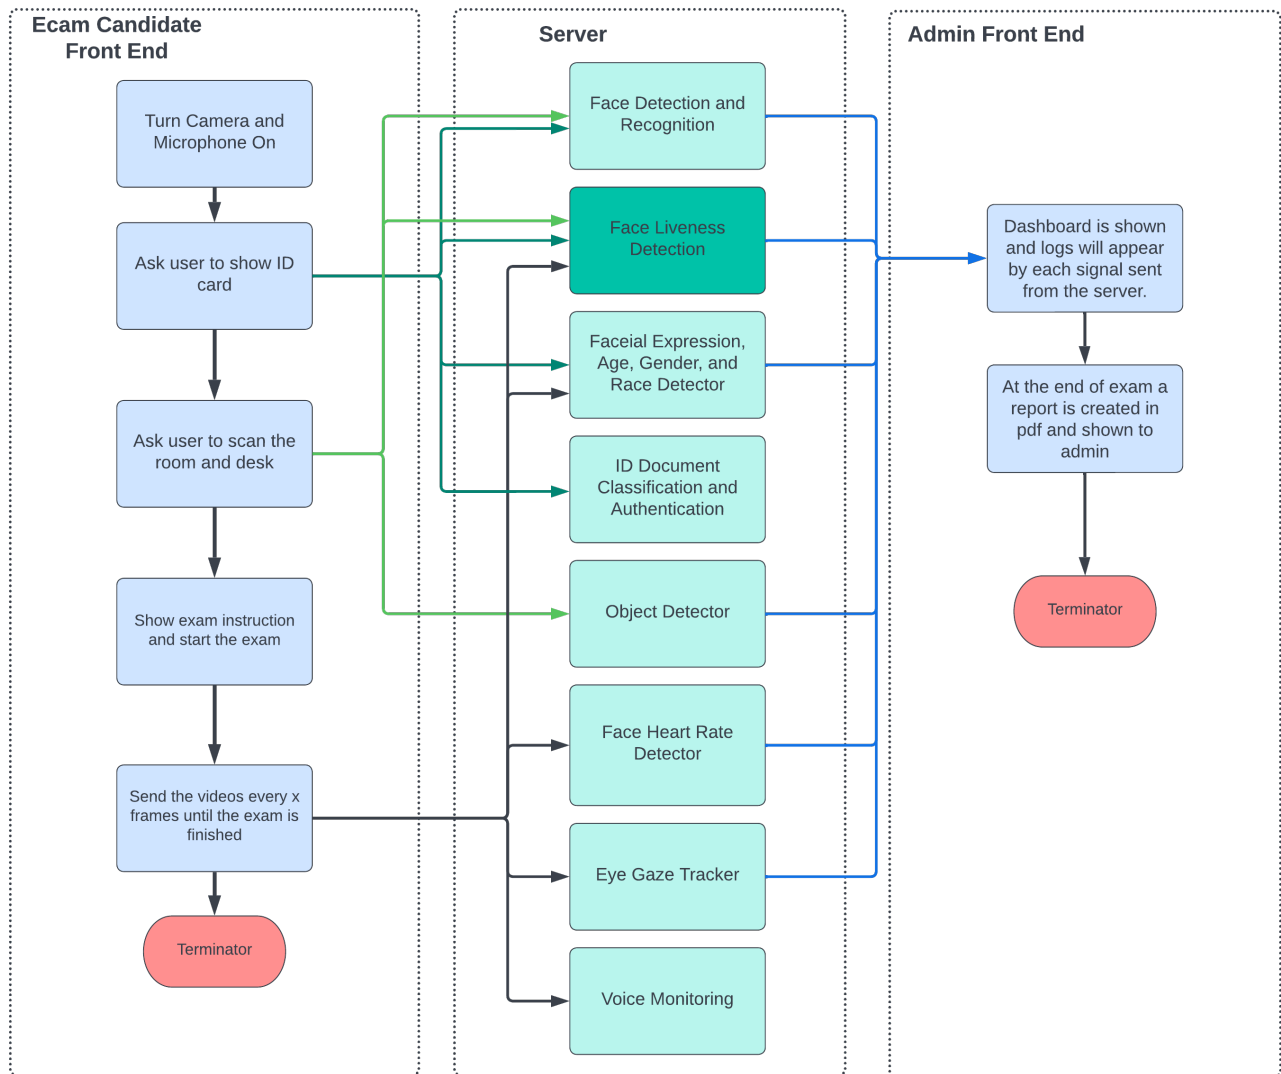 Ecam Candidate
Front End
Turn Camera and
Microphone On
Ask user to show ID
card
Ask user to scan the
room and desk
Show exam instruction
and start the exam
Send the videos every x
frames until the exam is
finished
Terminator
Server
Face Detection and
Recognition
Face Liveness
Detection
Faceial Expression,
Age, Gender, and
Race Detector
ID Document
Classification and
Authentication
Object Detector
Face Heart Rate
Detector
Eye Gaze Tracker
Voice Monitoring
Admin Front End
Dashboard is shown
and logs will appear
by each signal sent
from the server.
At the end of exam a
report is created in
pdf and shown to
admin
Terminator